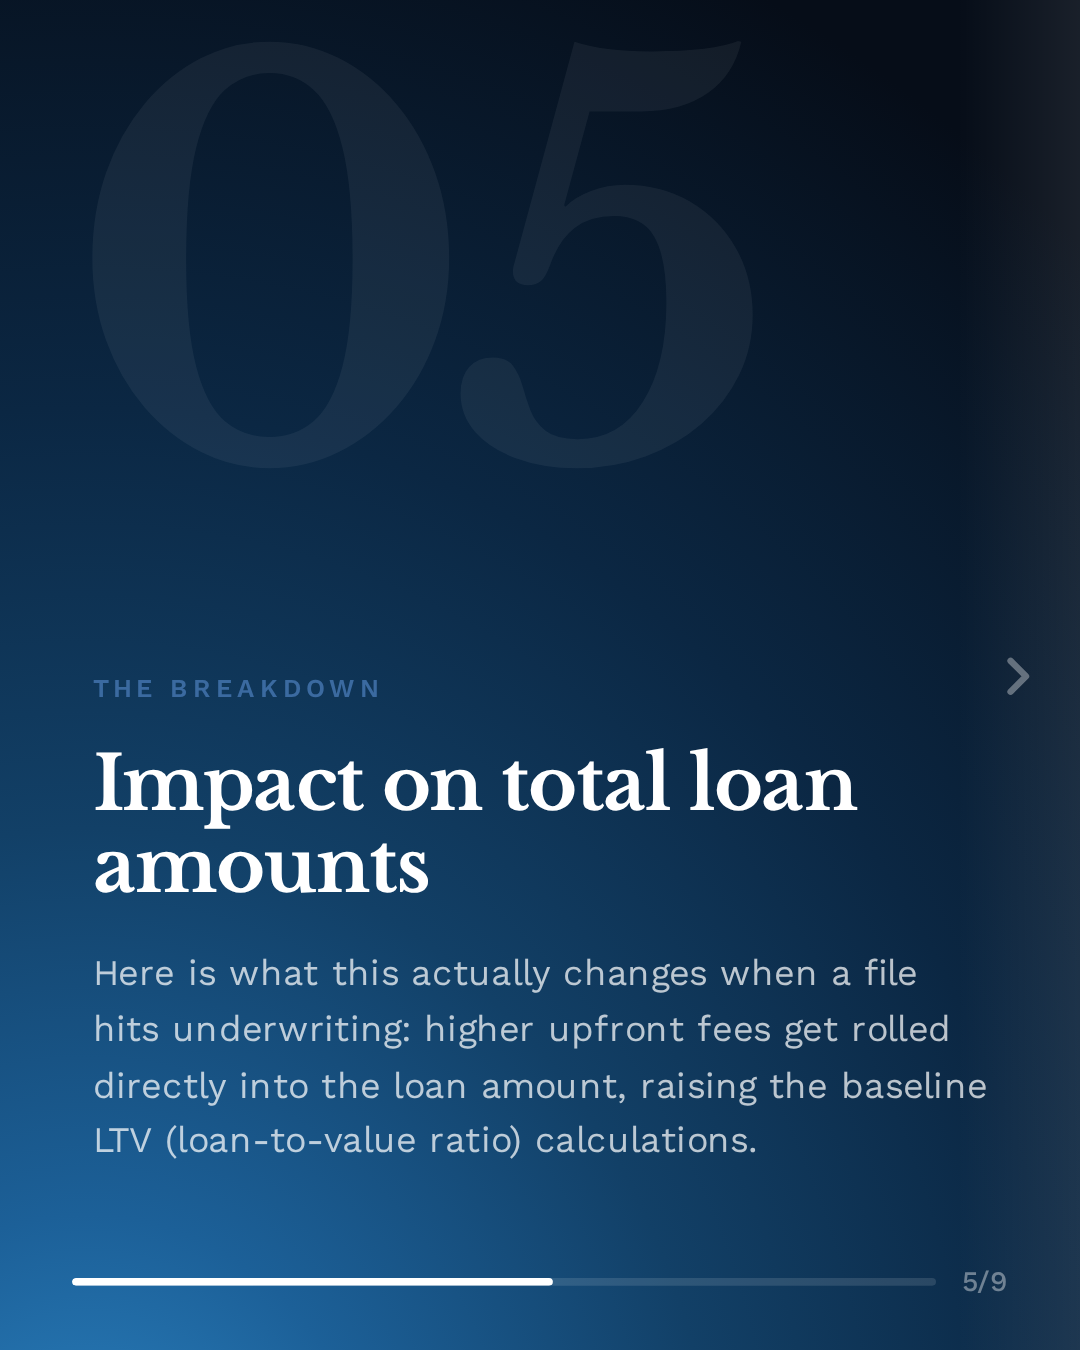 05
THE BREAKDOWN
Impact on total loan
amounts
Here is what this actually changes when a file
hits underwriting: higher upfront fees get rolled
directly into the loan amount, raising the baseline
LTV (loan-to-value ratio) calculations.
5/9